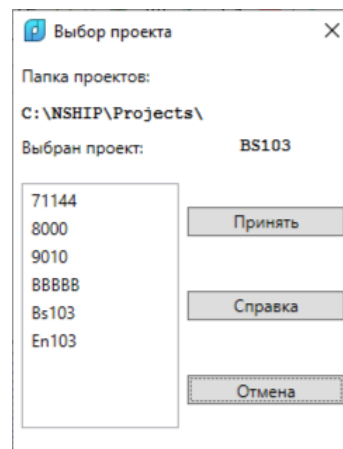 Выбор проекта
Папка проектов:
C:\NSHIP\Projects\
Выбран проект: BS103
71144
8000
9010
BBBBB
Bs103
En103
Принять
Справка
Отмена